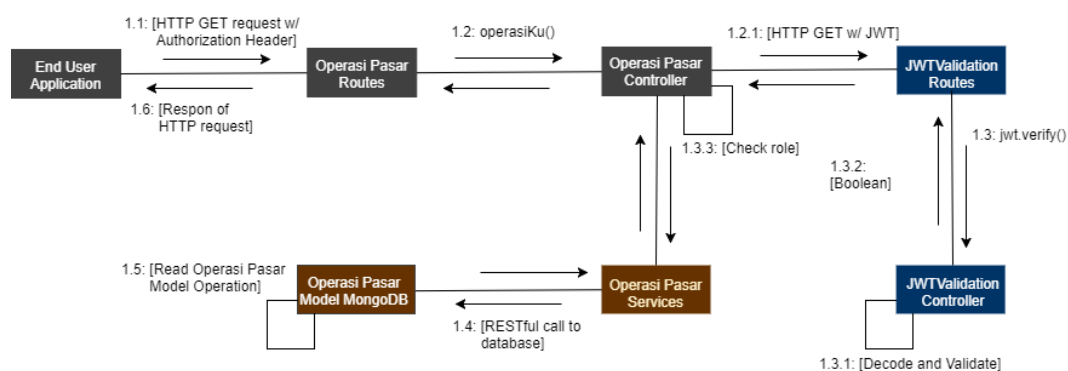 1.1: [HTTP GET request w/
Authorization Header]
1.2: operasiKu()
1.2.1: [HTTP GET w/ JWT]
End User
Application
Operasi Pasar
Routes
Operasi Pasar
Controller
JWTValidation
Routes
1.6: [Respon of
HTTP request]
1.3.3: [Check role]
1.3: jwt.verify()
1.3.2:
[Boolean]
1.5: [Read Operasi Pasar
Model Operation]
Operasi Pasar
Model MongoDB
Operasi Pasar
Services
JWTValidation
Controller
1.4: [RESTful call to
database]
1.3.1: [Decode and Validate]